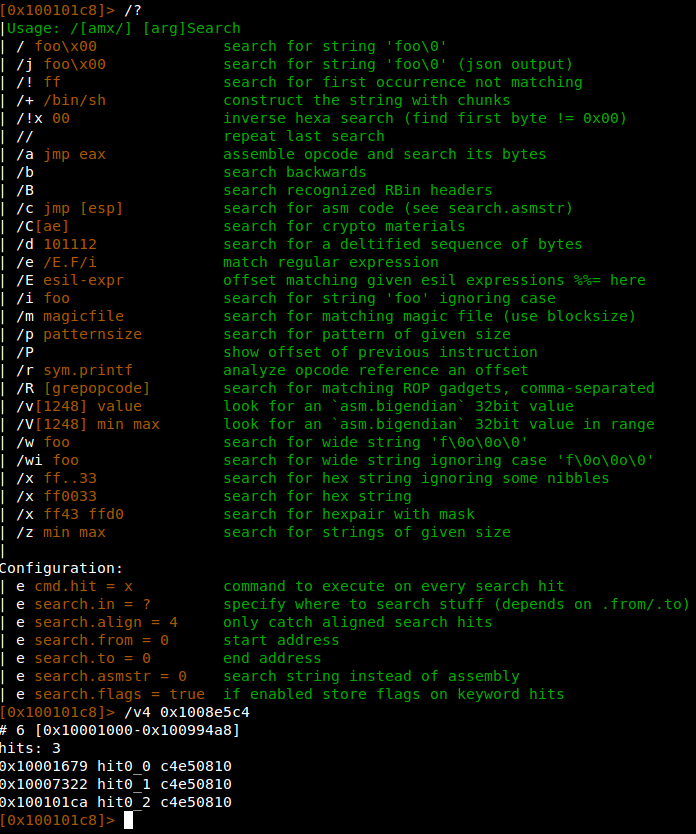 [0x100101c8]> /?
|Usage: /[amx/] [arg]Search
| / foo\x00               search for string 'foo\0'
| /j foo\x00              search for string 'foo\0' (json output)
| /! ff                   search for first occurrence not matching
| /+ /bin/sh              construct the string with chunks
| /!x 00                  inverse hexa search (find first byte != 0x00)
| //                      repeat last search
| /a jmp eax              assemble opcode and search its bytes
| /b                      search backwards
| /B                      search recognized RBin headers
| /c jmp [esp]            search for asm code (see search.asmstr)
| /C[ae]                  search for crypto materials
| /d 101112               search for a deltified sequence of bytes
| /e /E.F/i               match regular expression
| /E esil-expr            offset matching given esil expressions %%= here
| /i foo                  search for string 'foo' ignoring case
| /m magicfile            search for matching magic file (use blocksize)
| /p patternsize          search for pattern of given size
| /P                      show offset of previous instruction
| /r sym.printf           analyze opcode reference an offset
| /R [grepopcode]         search for matching ROP gadgets, comma-separated
| /v[1248] value          look for an `asm.bigendian` 32bit value
| /V[1248] min max        look for an `asm.bigendian` 32bit value in range
| /w foo                  search for wide string 'f\0o\0o\0'
| /wi foo                 search for wide string ignoring case 'f\0o\0o\0'
| /x ff..33               search for hex string ignoring some nibbles
| /x ff0033               search for hex string
| /x ff43 ffd0            search for hexpair with mask
| /z min max              search for strings of given size
|
Configuration:
| e cmd.hit = x           command to execute on every search hit
| e search.in = ?         specify where to search stuff (depends on .from/.to)
| e search.align = 4      only catch aligned search hits
| e search.from = 0       start address
| e search.to = 0         end address
| e search.asmstr = 0     search string instead of assembly
| e search.flags = true   if enabled store flags on keyword hits
[0x100101c8]> /v4 0x1008e5c4
# 6 [0x10001000-0x100994a8]
hits: 3
0x10001679 hit0_0 c4e50810
0x10007322 hit0_1 c4e50810
0x100101ca hit0_2 c4e50810
[0x100101c8]>